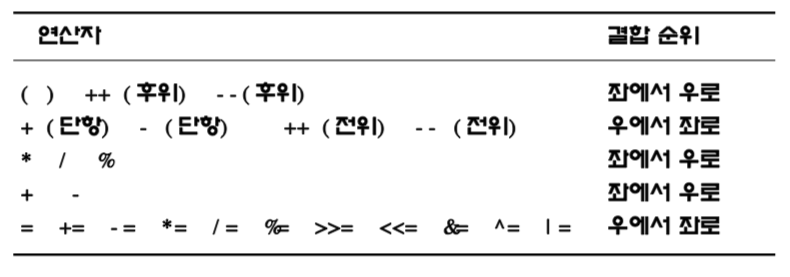 연산자 결합 순위
( ) ++ (후위) --(후위) 좌에서 우로
+ (단항) - (단항) ++ (전위) -- (전위) 우에서 좌로
* / % 좌에서 우로
+ - 좌에서 우로
= += -= *= /= %= >>= <<= &= ^= |= 우에서 좌로